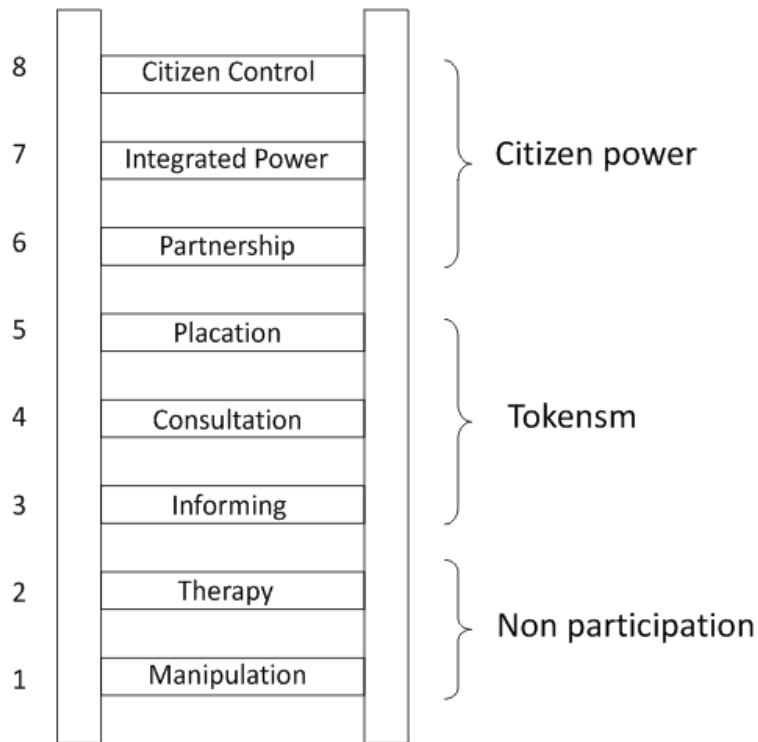 8 Citizen Control
7 Integrated Power Citizen power
6 Partnership
5 Placation
4 Consultation Tokensm
3 Informing
2 Therapy
Non participation
1 Manipulation